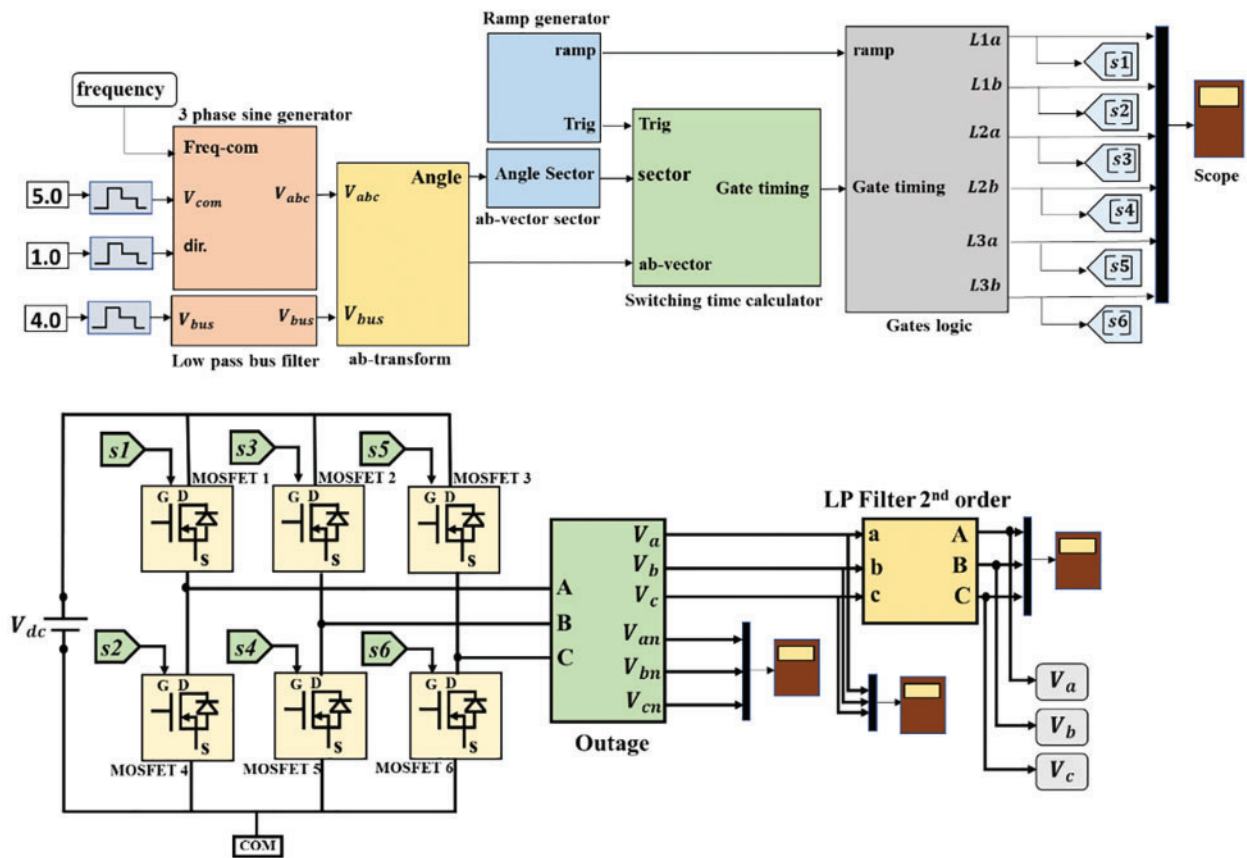 Ramp generator
ramp
Trig
frequency
3 phase sine generator
Freq-com
V_com
V_abc
dir.
5.0
1.0
4.0
V_bus
V_bus
Low pass bus filter
Angle
V_abc
V_bus
ab-transform
Angle Sector
ab-vector sector
Trig
sector
Gate timing
ab-vector
Switching time calculator
ramp
Gate timing
L1a
L1b
L2a
L2b
L3a
L3b
Gates logic
[s1]
[s2]
[s3]
[s4]
[s5]
[s6]
Scope
s1
s3
s5
MOSFET 1
MOSFET 2
MOSFET 3
G D
S
G D
S
G D
S
V_dc
s2
s4
s6
G D
S
G D
S
G D
S
MOSFET 4
MOSFET 5
MOSFET 6
COM
A
B
C
V_a
V_b
V_c
V_an
V_bn
V_cn
Outage
LP Filter 2nd order
a
b
c
A
B
C
V_a
V_b
V_c